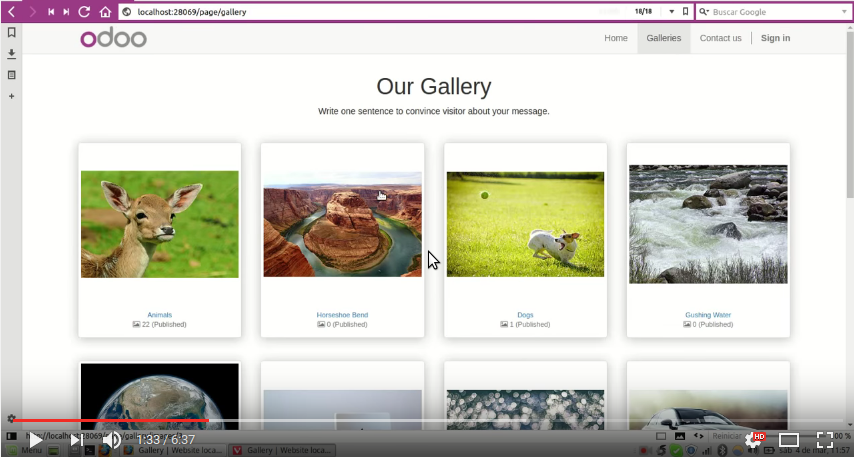 localhost:28069/page/gallery
18/18
Buscar Google
odoo
Home
Galleries
Contact us
Sign in
Our Gallery
Write one sentence to convince visitor about your message.
Animals
22 (Published)
Horseshoe Bend
0 (Published)
Dogs
1 (Published)
Gushing Water
0 (Published)
Reiniciar
1:33 / 6:37
HD
Menu
Gallery | Website loca...
Gallery | Website loca...
sáb 4 de mar, 11:57